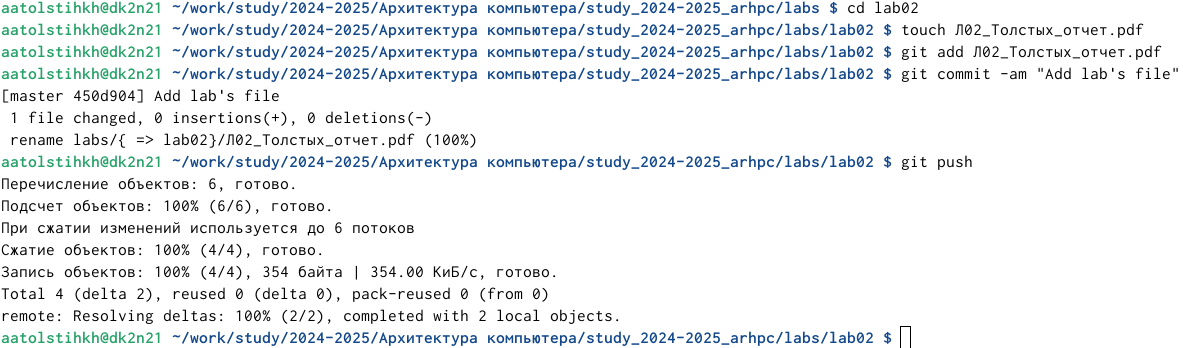 aatolstihkh@dk2n21 ~/work/study/2024-2025/Архитектура компьютера/study_2024-2025_arhpc/labs $ cd lab02
aatolstihkh@dk2n21 ~/work/study/2024-2025/Архитектура компьютера/study_2024-2025_arhpc/labs/lab02 $ touch Л02_Толстых_отчет.pdf
aatolstihkh@dk2n21 ~/work/study/2024-2025/Архитектура компьютера/study_2024-2025_arhpc/labs/lab02 $ git add Л02_Толстых_отчет.pdf
aatolstihkh@dk2n21 ~/work/study/2024-2025/Архитектура компьютера/study_2024-2025_arhpc/labs/lab02 $ git commit -am "Add lab's file"
[master 450d904] Add lab's file
 1 file changed, 0 insertions(+), 0 deletions(-)
 rename labs/{ => lab02}/Л02_Толстых_отчет.pdf (100%)
aatolstihkh@dk2n21 ~/work/study/2024-2025/Архитектура компьютера/study_2024-2025_arhpc/labs/lab02 $ git push
Перечисление объектов: 6, готово.
Подсчет объектов: 100% (6/6), готово.
При сжатии изменений используется до 6 потоков
Сжатие объектов: 100% (4/4), готово.
Запись объектов: 100% (4/4), 354 байта | 354.00 КиБ/с, готово.
Total 4 (delta 2), reused 0 (delta 0), pack-reused 0 (from 0)
remote: Resolving deltas: 100% (2/2), completed with 2 local objects.
aatolstihkh@dk2n21 ~/work/study/2024-2025/Архитектура компьютера/study_2024-2025_arhpc/labs/lab02 $